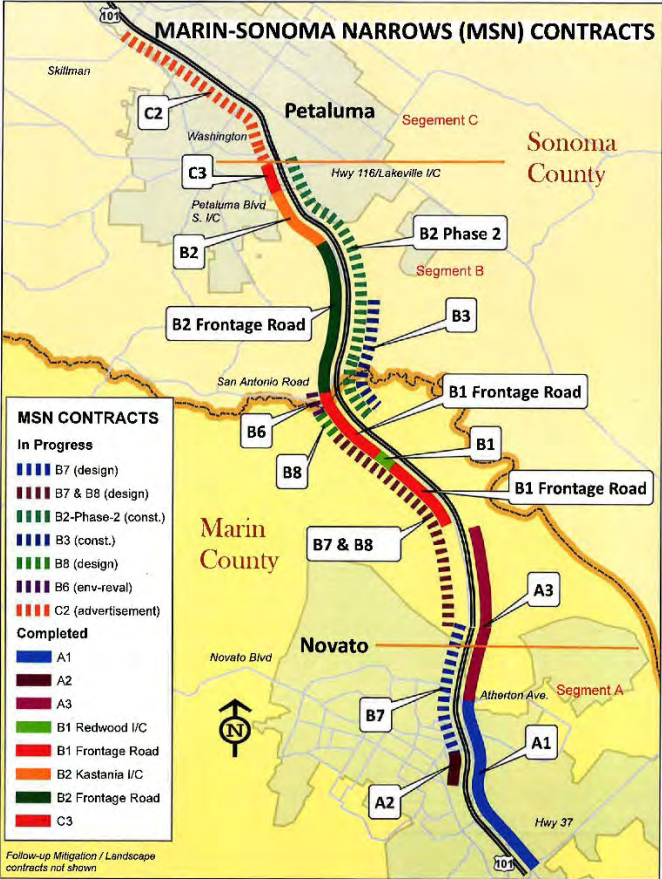 101
MARIN-SONOMA NARROWS (MSN) CONTRACTS
Skillman
C2
Petaluma
Segement C
Washington
Sonoma
County
C3
Hwy 116/Lakeville I/C
Petaluma Blvd
S. I/C
B2
B2 Phase 2
Segment B
B2 Frontage Road
B3
San Antonio Road
B1 Frontage Road
B6
B1
B8
B1 Frontage Road
Marin
County
B7 & B8
A3
Novato
Novato Blvd
Atherton Ave.
Segment A
B7
N
A1
A2
Hwy 37
101
MSN CONTRACTS
In Progress
B7 (design)
B7 & B8 (design)
B2-Phase-2 (const.)
B3 (const.)
B8 (design)
B6 (env-reval)
C2 (advertisement)
Completed
A1
A2
A3
B1 Redwood I/C
B1 Frontage Road
B2 Kastania I/C
B2 Frontage Road
C3
Follow-up Mitigation / Landscape
contracts not shown